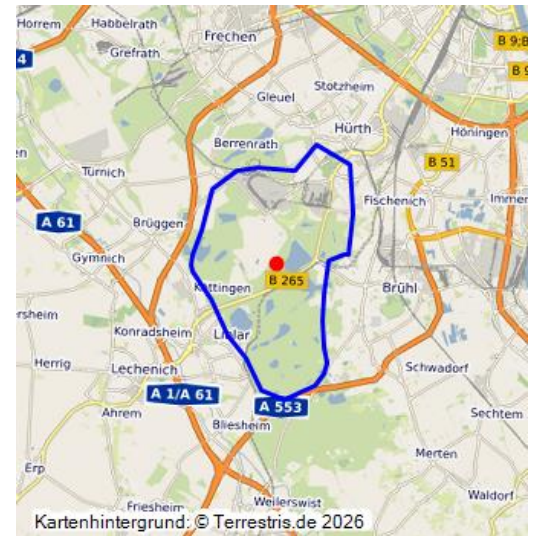 Horrem
Habbelrath
Frechen
Grefrath
B 9;B
4
B 9
Stotzheim
Gleuel
Hürth
Berrenrath
Höningen
en
B 51
Türnich
Fischenich
Immer
A 61
Brüggen
Gymnich
B 265
Köttingen
Brühl
ersheim
Konradsheim
Liblar
Herrig
Lechenich
Schwadorf
A 1/A 61
A 553
Ahrem
Sechtem
Bliesheim
Merten
Erp
Waldorf
Weilerswist
Friesheim
Kartenhintergrund: © Terrestris.de 2026